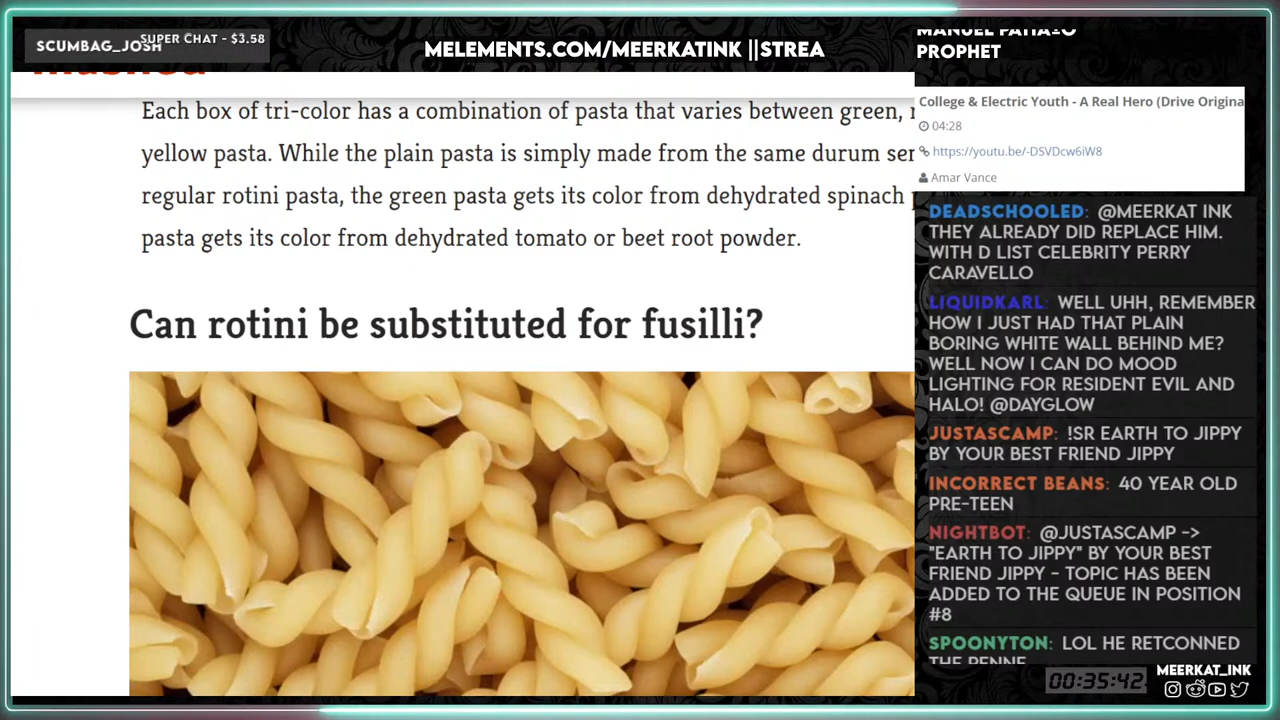 SCUMBAG_JOSH
SUPER CHAT - $3.58
MELEMENTS.COM/MEERKATINK ||STREA
PROPHET
Each box of tri-color has a combination of pasta that varies between green,
yellow pasta. While the plain pasta is simply made from the same durum
regular rotini pasta, the green pasta gets its color from dehydrated spinach
pasta gets its color from dehydrated tomato or beet root powder.
Can rotini be substituted for fusilli?
College & Electric Youth - A Real Hero (Drive Origina
04:28
https://youtu.be/-DSVDcw6iW8
Amar Vance
DEADSCHOOLED: @MEERKAT INK
THEY ALREADY DID REPLACE HIM.
WITH D LIST CELEBRITY PERRY
CARAVELLO
LIQUIDKARL: WELL UHH, REMEMBER
HOW I JUST HAD THAT PLAIN
BORING WHITE WALL BEHIND ME?
WELL NOW I CAN DO MOOD
LIGHTING FOR RESIDENT EVIL AND
HALO! @DAYGLOW
JUSTASCAMP: !SR EARTH TO JIPPY
BY YOUR BEST FRIEND JIPPY
INCORRECT BEANS: 40 YEAR OLD
PRE-TEEN
NIGHTBOT: @JUSTASCAMP ->
"EARTH TO JIPPY" BY YOUR BEST
FRIEND JIPPY - TOPIC HAS BEEN
ADDED TO THE QUEUE IN POSITION
#8
SPOONYTON: LOL HE RETCONNED
THE PENNE
00:35:42
MEERKAT_INK